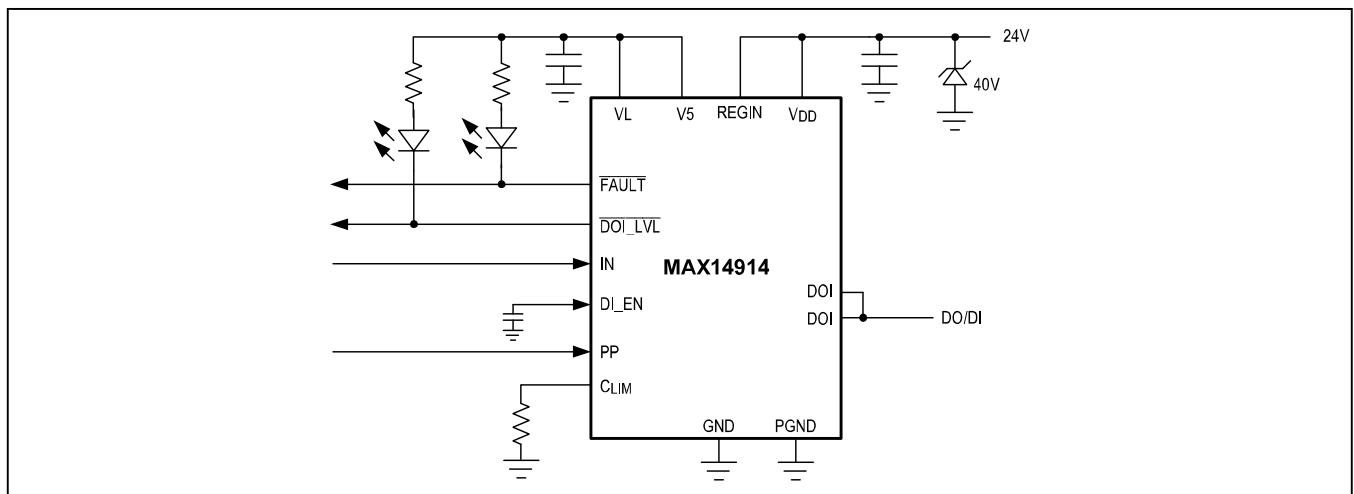 24V
40V
VL V5 REGIN VDD
FAULT
DOI_LVL
IN
MAX14914
DI_EN
DOI
DOI
DO/DI
PP
CLIM
GND PGND